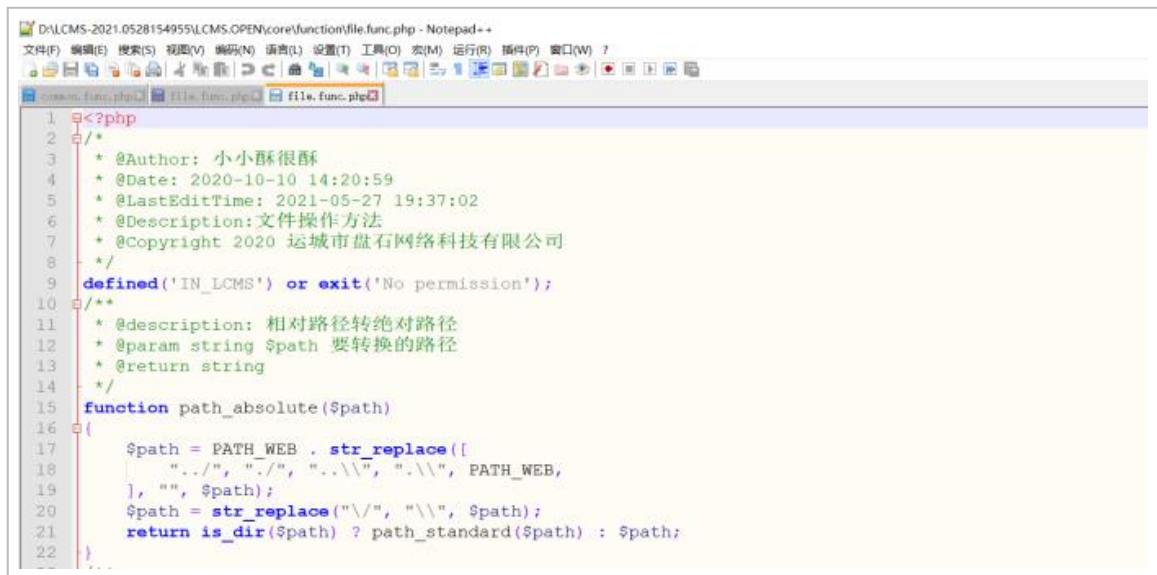 D:\LCMS-2021.0528154955\LCMS.OPEN\core\function\file.func.php - Notepad++
文件(F) 编辑(E) 搜索(S) 视图(V) 编码(N) 语言(L) 设置(T) 工具(O) 宏(M) 运行(R) 插件(P) 窗口(W) ?
common.func.php file.func.php file.func.php
1 <?php
2 /*
3 * @Author: 小小酥很酥
4 * @Date: 2020-10-10 14:20:59
5 * @LastEditTime: 2021-05-27 19:37:02
6 * @Description:文件操作方法
7 * @Copyright 2020 运城市盘石网络科技有限公司
8 */
9 defined('IN_LCMS') or exit('No permission');
10 /**
11 * @description: 相对路径转绝对路径
12 * @param string $path 要转换的路径
13 * @return string
14 */
15 function path_absolute($path)
16 {
17 $path = PATH_WEB . str_replace([
18 "../", "./", "..\\", ".\\", PATH_WEB,
19 ], "", $path);
20 $path = str_replace("\/", "\\", $path);
21 return is_dir($path) ? path_standard($path) : $path;
22 }